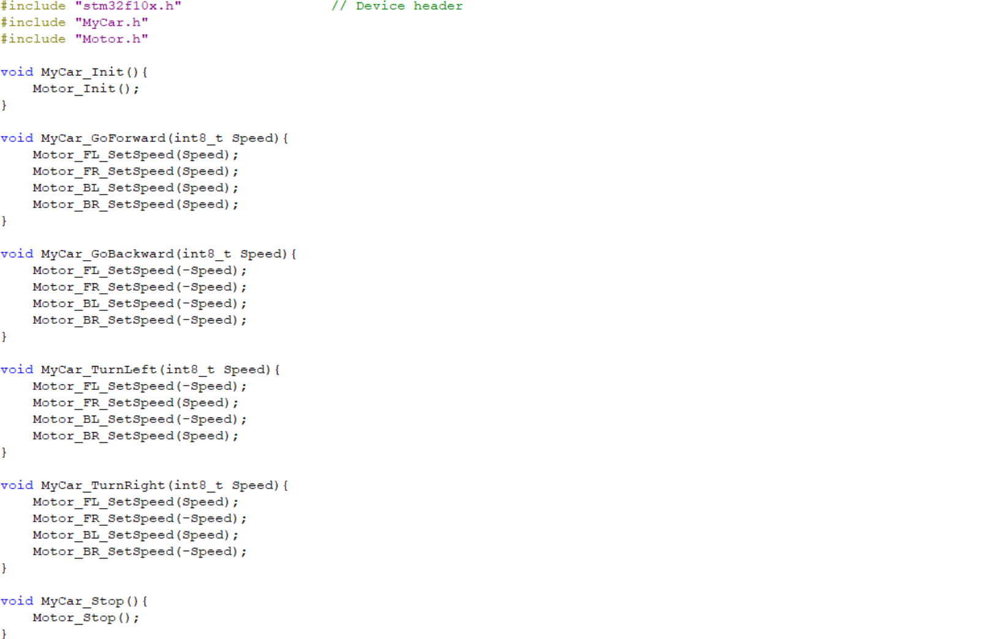 #include "stm32f10x.h"                  // Device header
#include "MyCar.h"
#include "Motor.h"
void MyCar_Init(){
    Motor_Init();
}
void MyCar_GoForward(int8_t Speed){
    Motor_FL_SetSpeed(Speed);
    Motor_FR_SetSpeed(Speed);
    Motor_BL_SetSpeed(Speed);
    Motor_BR_SetSpeed(Speed);
}
void MyCar_GoBackward(int8_t Speed){
    Motor_FL_SetSpeed(-Speed);
    Motor_FR_SetSpeed(-Speed);
    Motor_BL_SetSpeed(-Speed);
    Motor_BR_SetSpeed(-Speed);
}
void MyCar_TurnLeft(int8_t Speed){
    Motor_FL_SetSpeed(-Speed);
    Motor_FR_SetSpeed(Speed);
    Motor_BL_SetSpeed(-Speed);
    Motor_BR_SetSpeed(Speed);
}
void MyCar_TurnRight(int8_t Speed){
    Motor_FL_SetSpeed(Speed);
    Motor_FR_SetSpeed(-Speed);
    Motor_BL_SetSpeed(Speed);
    Motor_BR_SetSpeed(-Speed);
}
void MyCar_Stop(){
    Motor_Stop();
}